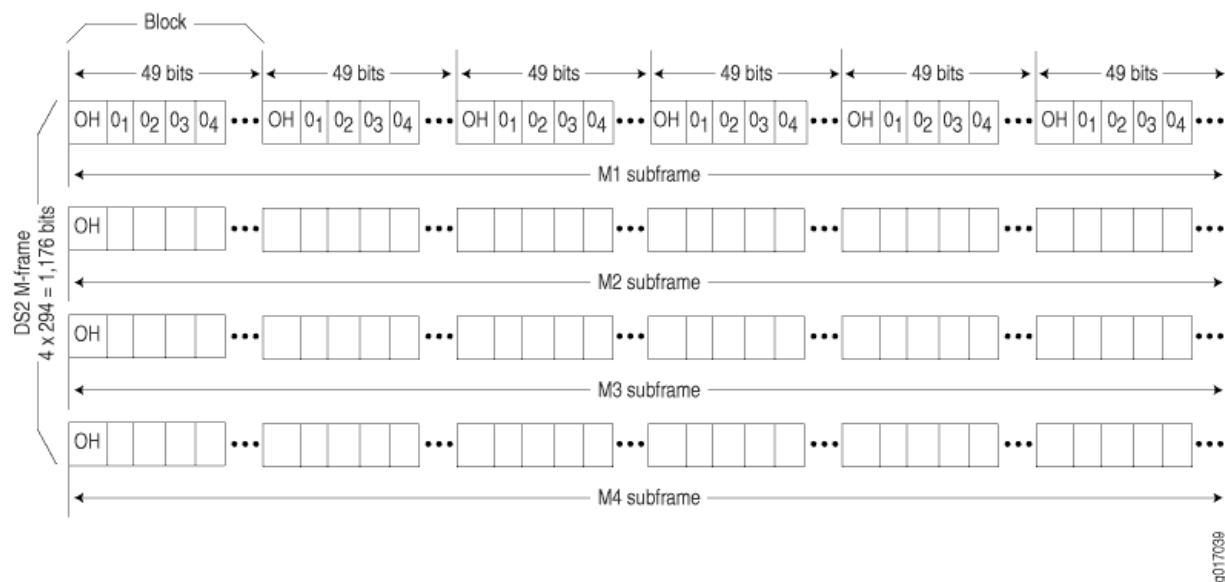 Block
49 bits 49 bits 49 bits 49 bits 49 bits 49 bits
OH 0₁ 0₂ 0₃ 0₄ ••• OH 0₁ 0₂ 0₃ 0₄ ••• OH 0₁ 0₂ 0₃ 0₄ ••• OH 0₁ 0₂ 0₃ 0₄ ••• OH 0₁ 0₂ 0₃ 0₄ ••• OH 0₁ 0₂ 0₃ 0₄ •••
M1 subframe
DS2 M-frame
4 x 294 = 1,176 bits
OH ••• ••• ••• ••• ••• •••
M2 subframe
OH ••• ••• ••• ••• ••• •••
M3 subframe
OH ••• ••• ••• ••• ••• •••
M4 subframe
g017039